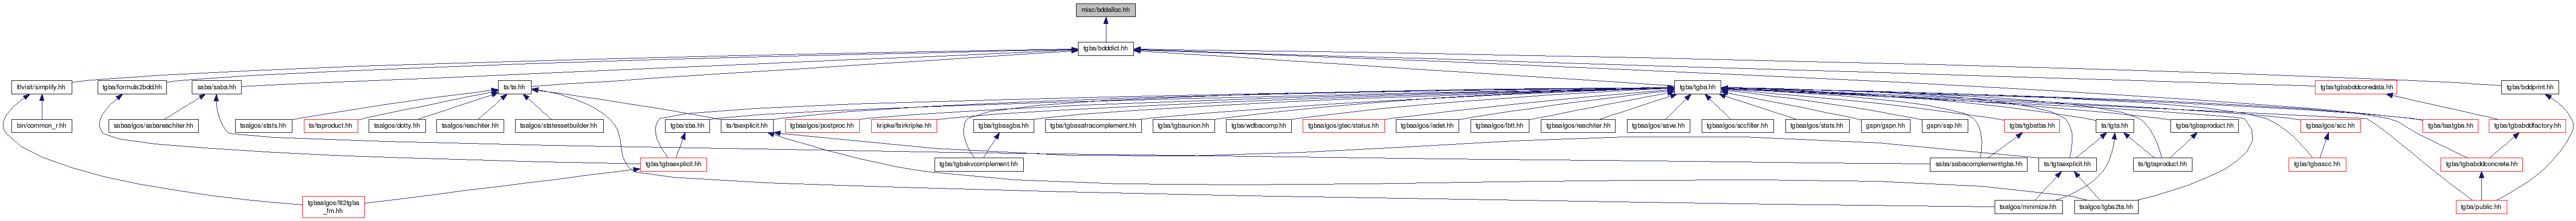 misc/bddalloc.hh
tgba/bdddict.hh
ltlvisit/simplify.hh
tgba/formula2bdd.hh
saba/saba.hh
ta/ta.hh
tgba/tgba.hh
tgba/tgbabddcoredata.hh
tgba/bddprint.hh
bin/common_r.hh
sabaalgos/sabareachiter.hh
taalgos/stats.hh
ta/taproduct.hh
taalgos/dotty.hh
taalgos/reachiter.hh
taalgos/statessetbuilder.hh
tgba/sba.hh
ta/taexplicit.hh
tgbaalgos/postproc.hh
kripke/fairkripke.hh
tgba/tgbasgba.hh
tgba/tgbasafracomplement.hh
tgba/tgbaunion.hh
tgba/wdbacomp.hh
tgbaalgos/gtec/status.hh
tgbaalgos/isdet.hh
tgbaalgos/lbtt.hh
tgbaalgos/reachiter.hh
tgbaalgos/save.hh
tgbaalgos/sccfilter.hh
tgbaalgos/stats.hh
gspn/gspn.hh
gspn/ssp.hh
tgba/tgbatba.hh
ta/tgta.hh
tgba/tgbaproduct.hh
tgbaalgos/scc.hh
tgba/taatgba.hh
tgba/tgbabddfactory.hh
tgba/tgbaexplicit.hh
tgba/tgbakvcomplement.hh
saba/sabacomplementtgba.hh
ta/tgtaexplicit.hh
ta/tgtaproduct.hh
tgba/tgbascc.hh
tgba/tgbabddconcrete.hh
tgbaalgos/ltl2tgba
_fm.hh
taalgos/minimize.hh
taalgos/tgba2ta.hh
tgba/public.hh